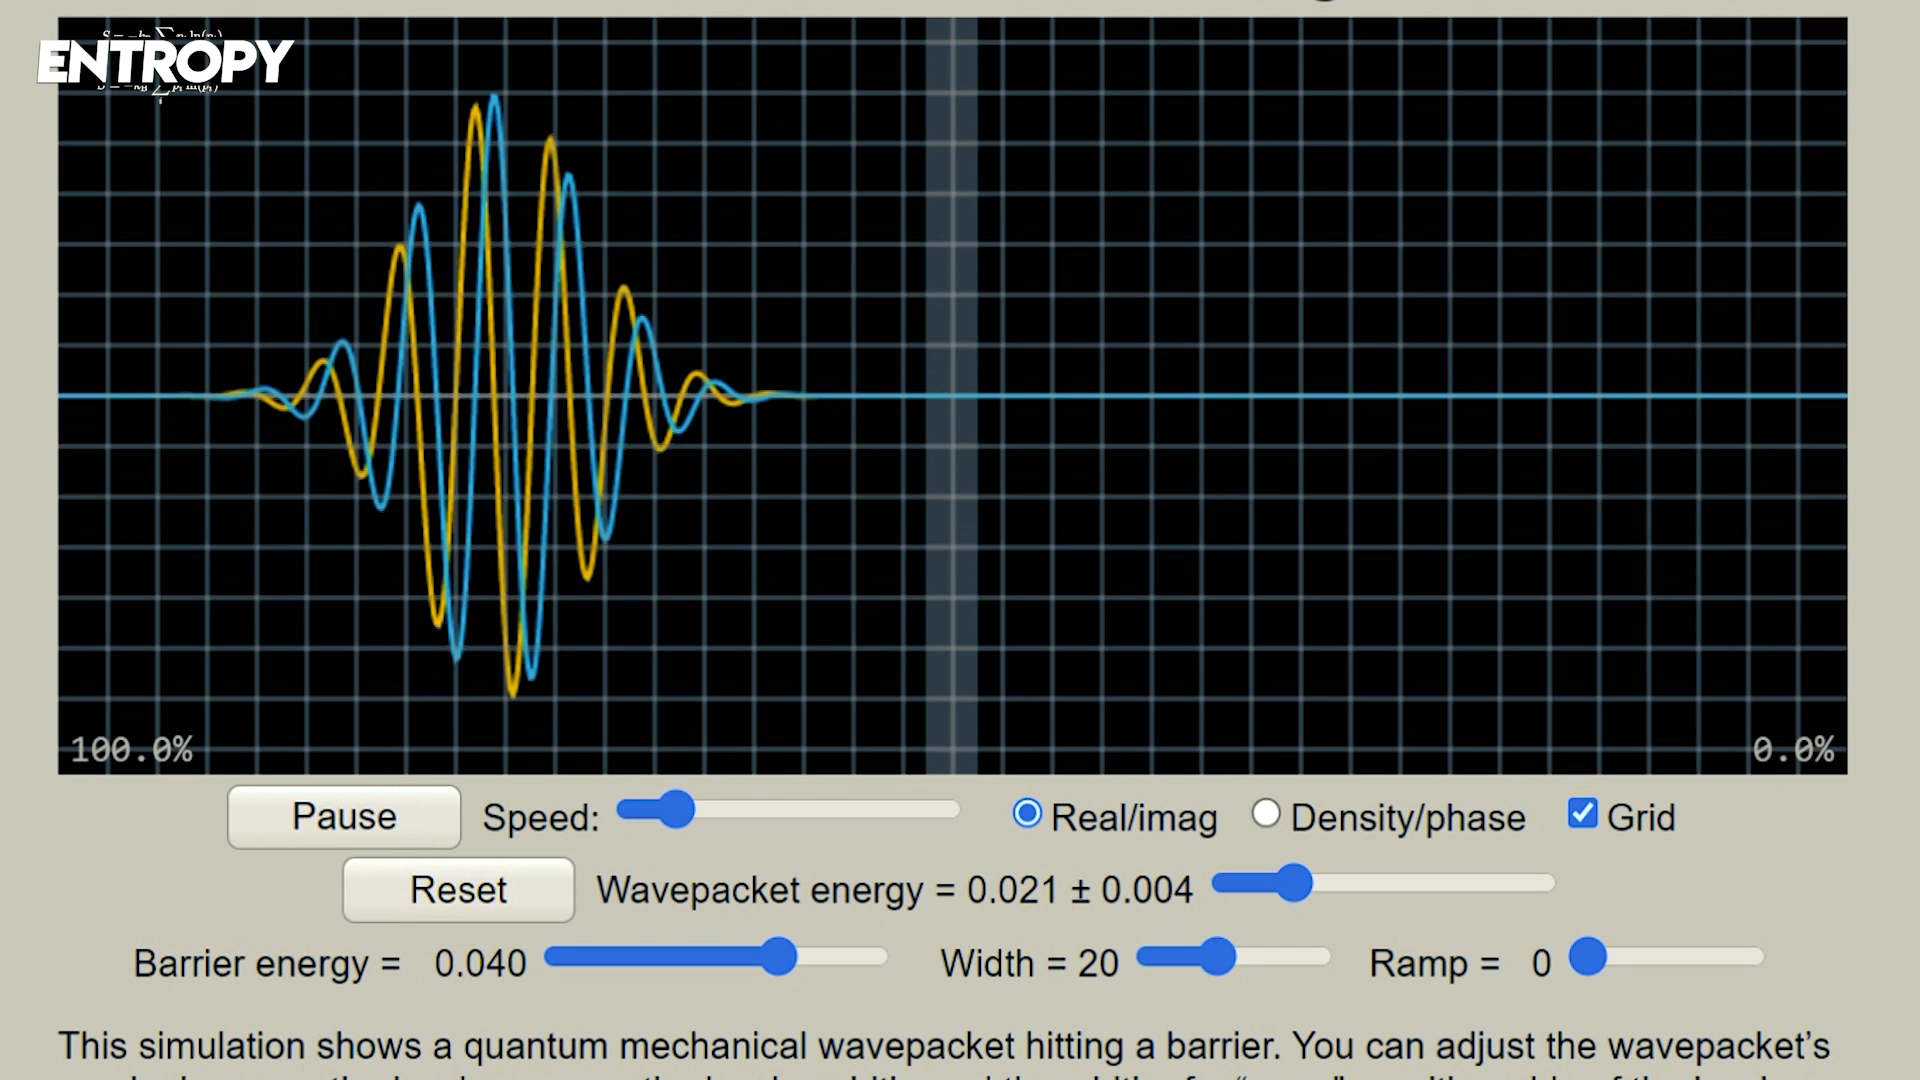 ENTROPY
100.0%
0.0%
Pause
Speed:
Real/imag
Density/phase
Grid
Reset
Wavepacket energy = 0.021 ± 0.004
Barrier energy = 0.040
Width = 20
Ramp = 0
This simulation shows a quantum mechanical wavepacket hitting a barrier. You can adjust the wavepacket’s